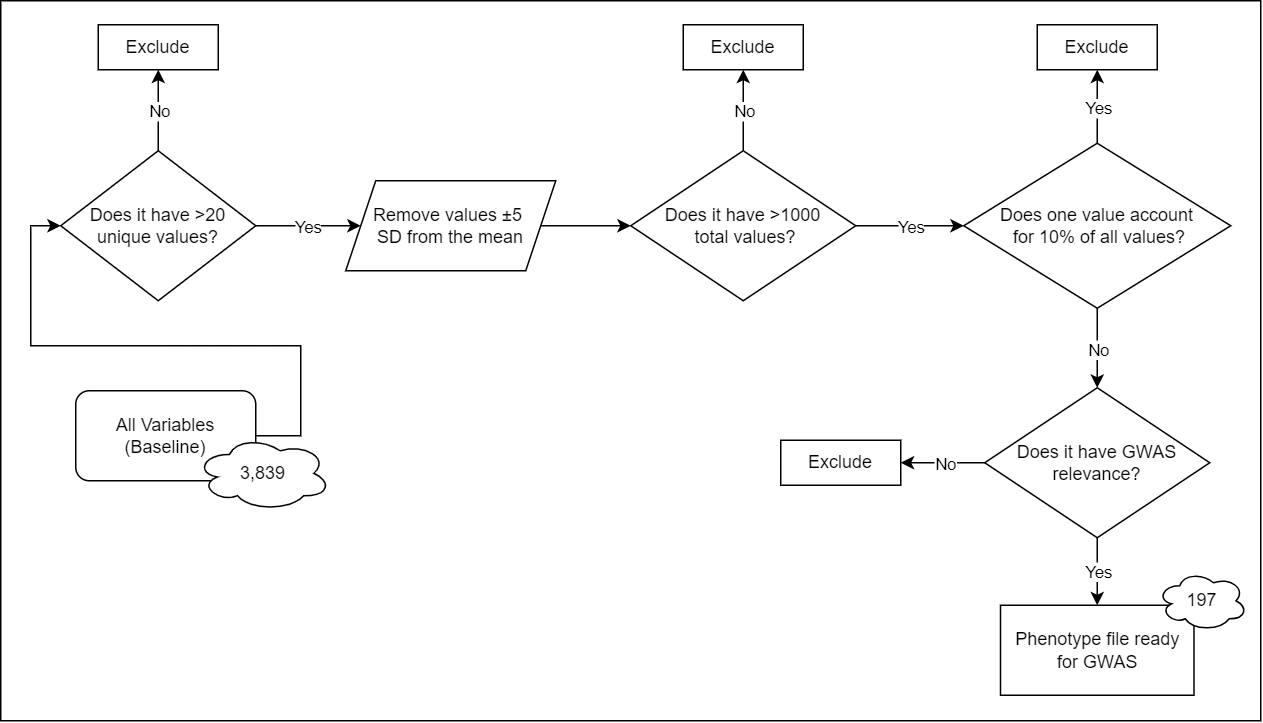 Exclude
Exclude
Exclude
No
No
Yes
Does it have >20
unique values?
Yes
Remove values ±5
SD from the mean
Does it have >1000
total values?
Yes
Does one value account
for 10% of all values?
No
All Variables
(Baseline)
3,839
Exclude
No
Does it have GWAS
relevance?
Yes
197
Phenotype file ready
for GWAS